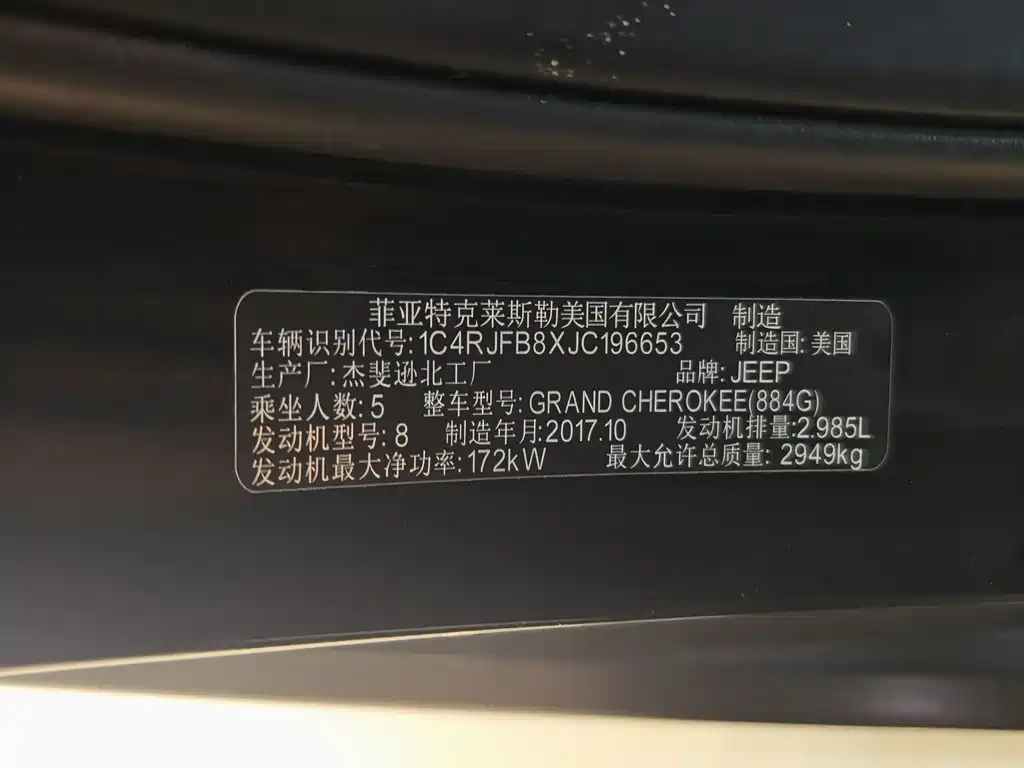 菲亚特克莱斯勒美国有限公司 制造
车辆识别代号:1C4RJFB8XJC196653 制造国:美国
生产厂:杰斐逊北工厂 品牌:JEEP
乘坐人数:5 整车型号:GRAND CHEROKEE(884G)
发动机型号:8 制造年月:2017.10 发动机排量:2.985L
发动机最大净功率:172kW 最大允许总质量:2949kg